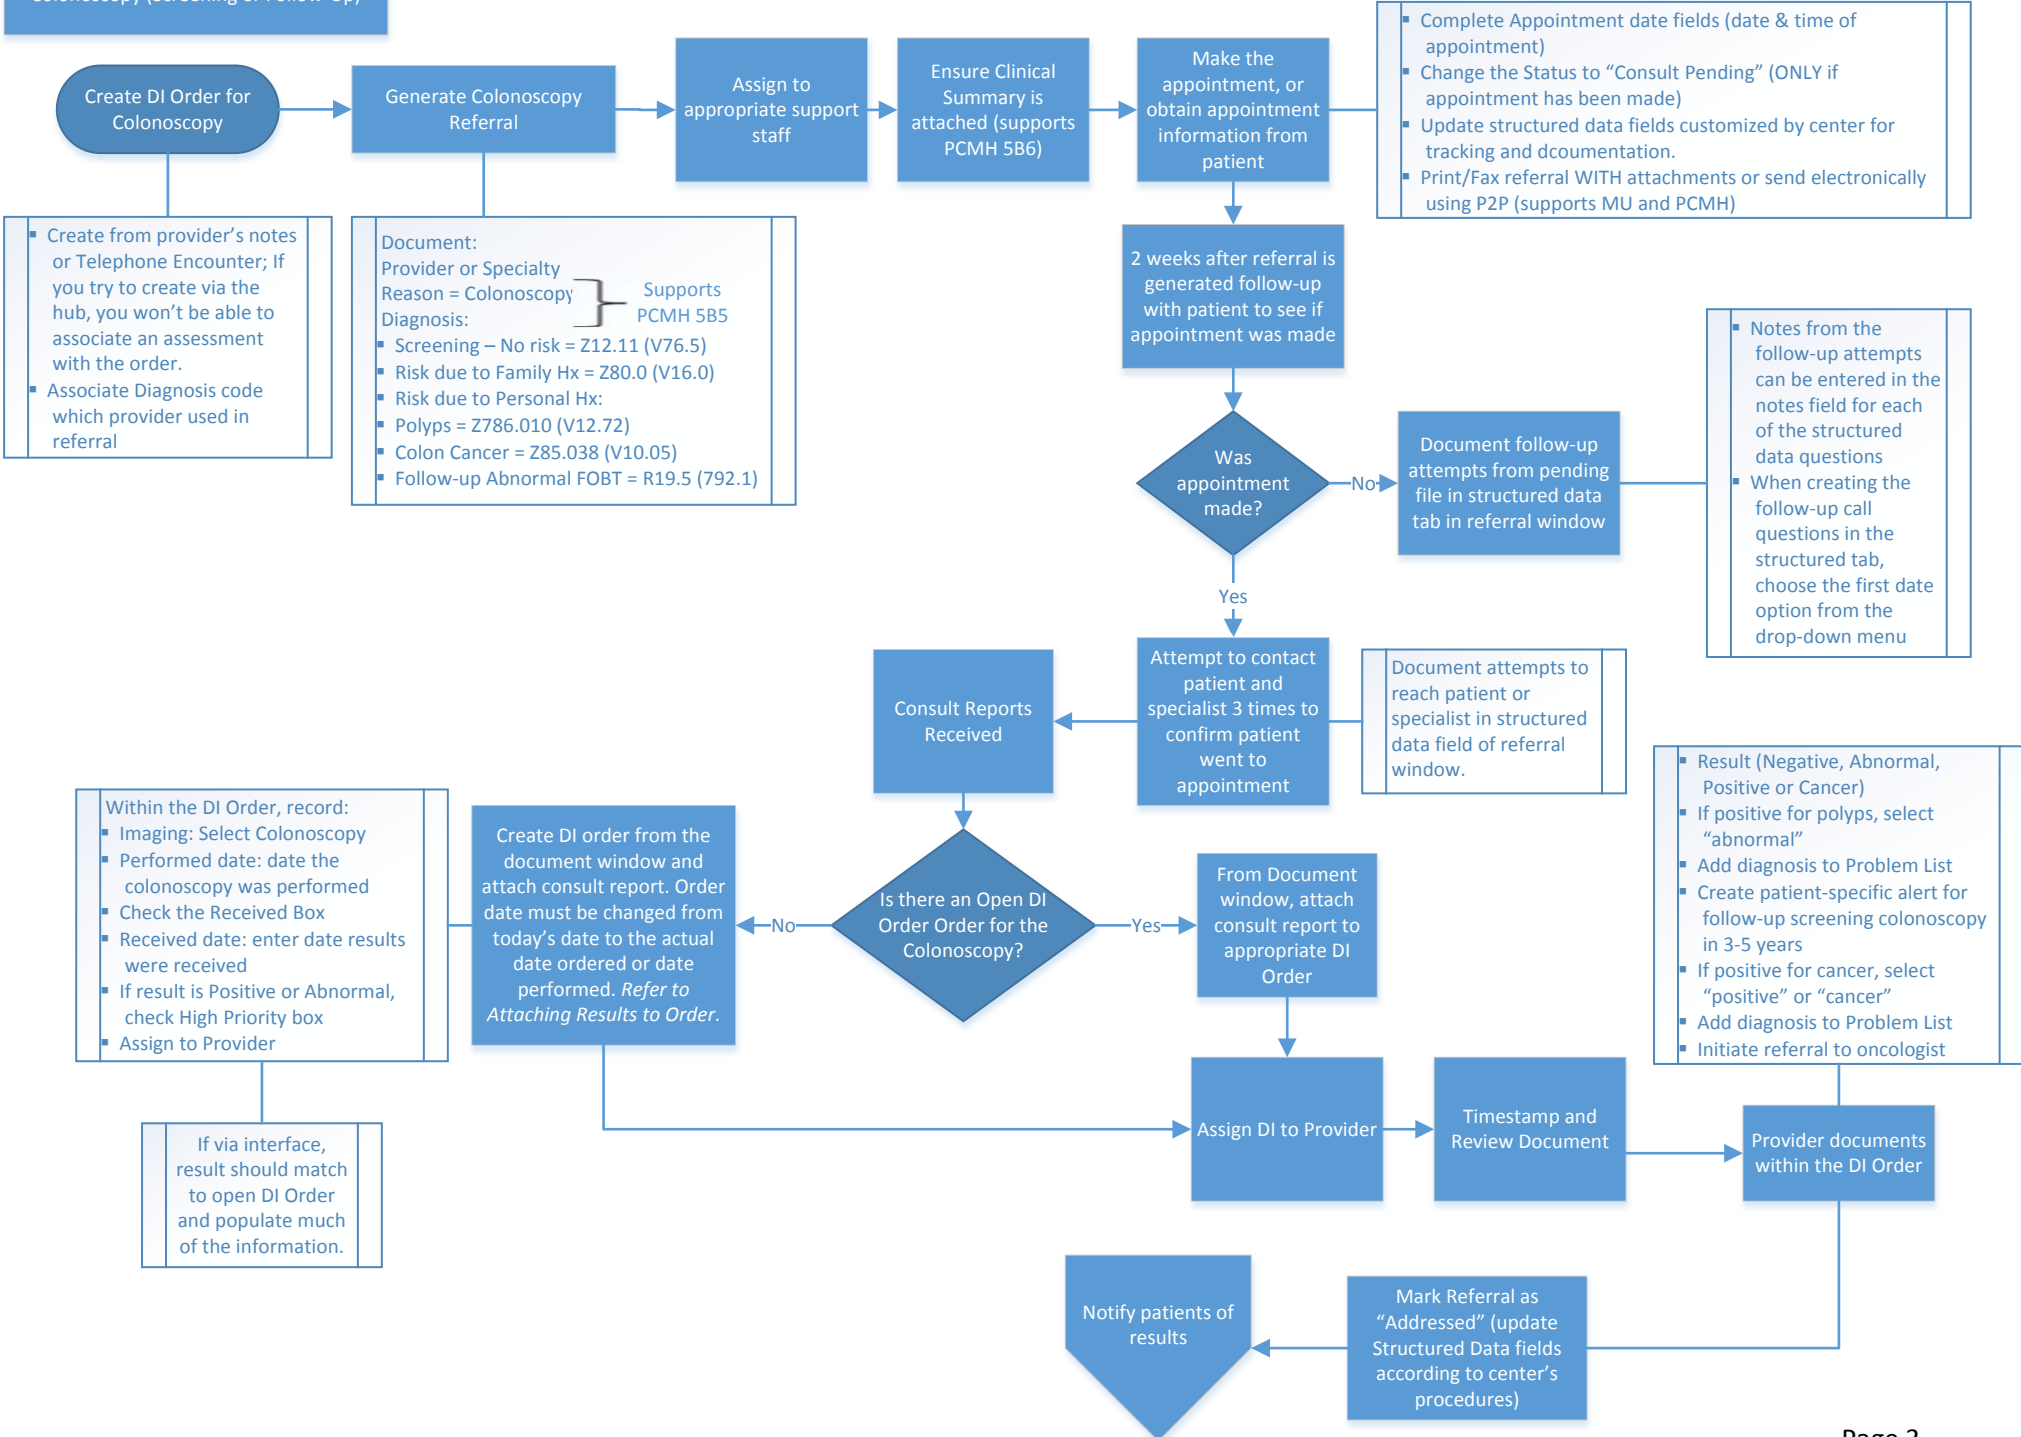 Colonoscopy (Screening or Follow-Up)
Create DI Order for
Colonoscopy
Generate Colonoscopy
Referral
Assign to
appropriate support
staff
Ensure Clinical
Summary is
attached (supports
PCMH 5B6)
Make the
appointment, or
obtain appointment
information from
patient
▪ Complete Appointment date fields (date & time of
appointment)
▪ Change the Status to “Consult Pending” (ONLY if
appointment has been made)
▪ Update structured data fields customized by center for
tracking and dcoumentation.
▪ Print/Fax referral WITH attachments or send electronically
using P2P (supports MU and PCMH)
▪ Create from provider’s notes
or Telephone Encounter; If
you try to create via the
hub, you won’t be able to
associate an assessment
with the order.
▪ Associate Diagnosis code
which provider used in
referral
Document:
Provider or Specialty
Reason = Colonoscopy
Diagnosis:
Supports
PCMH 5B5
▪ Screening – No risk = Z12.11 (V76.5)
▪ Risk due to Family Hx = Z80.0 (V16.0)
▪ Risk due to Personal Hx:
▪ Polyps = Z786.010 (V12.72)
▪ Colon Cancer = Z85.038 (V10.05)
▪ Follow-up Abnormal FOBT = R19.5 (792.1)
2 weeks after referral is
generated follow-up
with patient to see if
appointment was made
Was
appointment
made?
No
Document follow-up
attempts from pending
file in structured data
tab in referral window
▪ Notes from the
follow-up attempts
can be entered in the
notes field for each
of the structured
data questions
▪ When creating the
follow-up call
questions in the
structured tab,
choose the first date
option from the
drop-down menu
Yes
Attempt to contact
patient and
specialist 3 times to
confirm patient
went to
appointment
Document attempts to
reach patient or
specialist in structured
data field of referral
window.
Consult Reports
Received
Is there an Open DI
Order Order for the
Colonoscopy?
No
Yes
Create DI order from the
document window and
attach consult report. Order
date must be changed from
today’s date to the actual
date ordered or date
performed. Refer to
Attaching Results to Order.
Within the DI Order, record:
▪ Imaging: Select Colonoscopy
▪ Performed date: date the
colonoscopy was performed
▪ Check the Received Box
▪ Received date: enter date results
were received
▪ If result is Positive or Abnormal,
check High Priority box
▪ Assign to Provider
If via interface,
result should match
to open DI Order
and populate much
of the information.
From Document
window, attach
consult report to
appropriate DI
Order
Assign DI to Provider
Timestamp and
Review Document
Provider documents
within the DI Order
▪ Result (Negative, Abnormal,
Positive or Cancer)
▪ If positive for polyps, select
“abnormal”
▪ Add diagnosis to Problem List
▪ Create patient-specific alert for
follow-up screening colonoscopy
in 3-5 years
▪ If positive for cancer, select
“positive” or “cancer”
▪ Add diagnosis to Problem List
▪ Initiate referral to oncologist
Mark Referral as
“Addressed” (update
Structured Data fields
according to center’s
procedures)
Notify patients of
results
Page